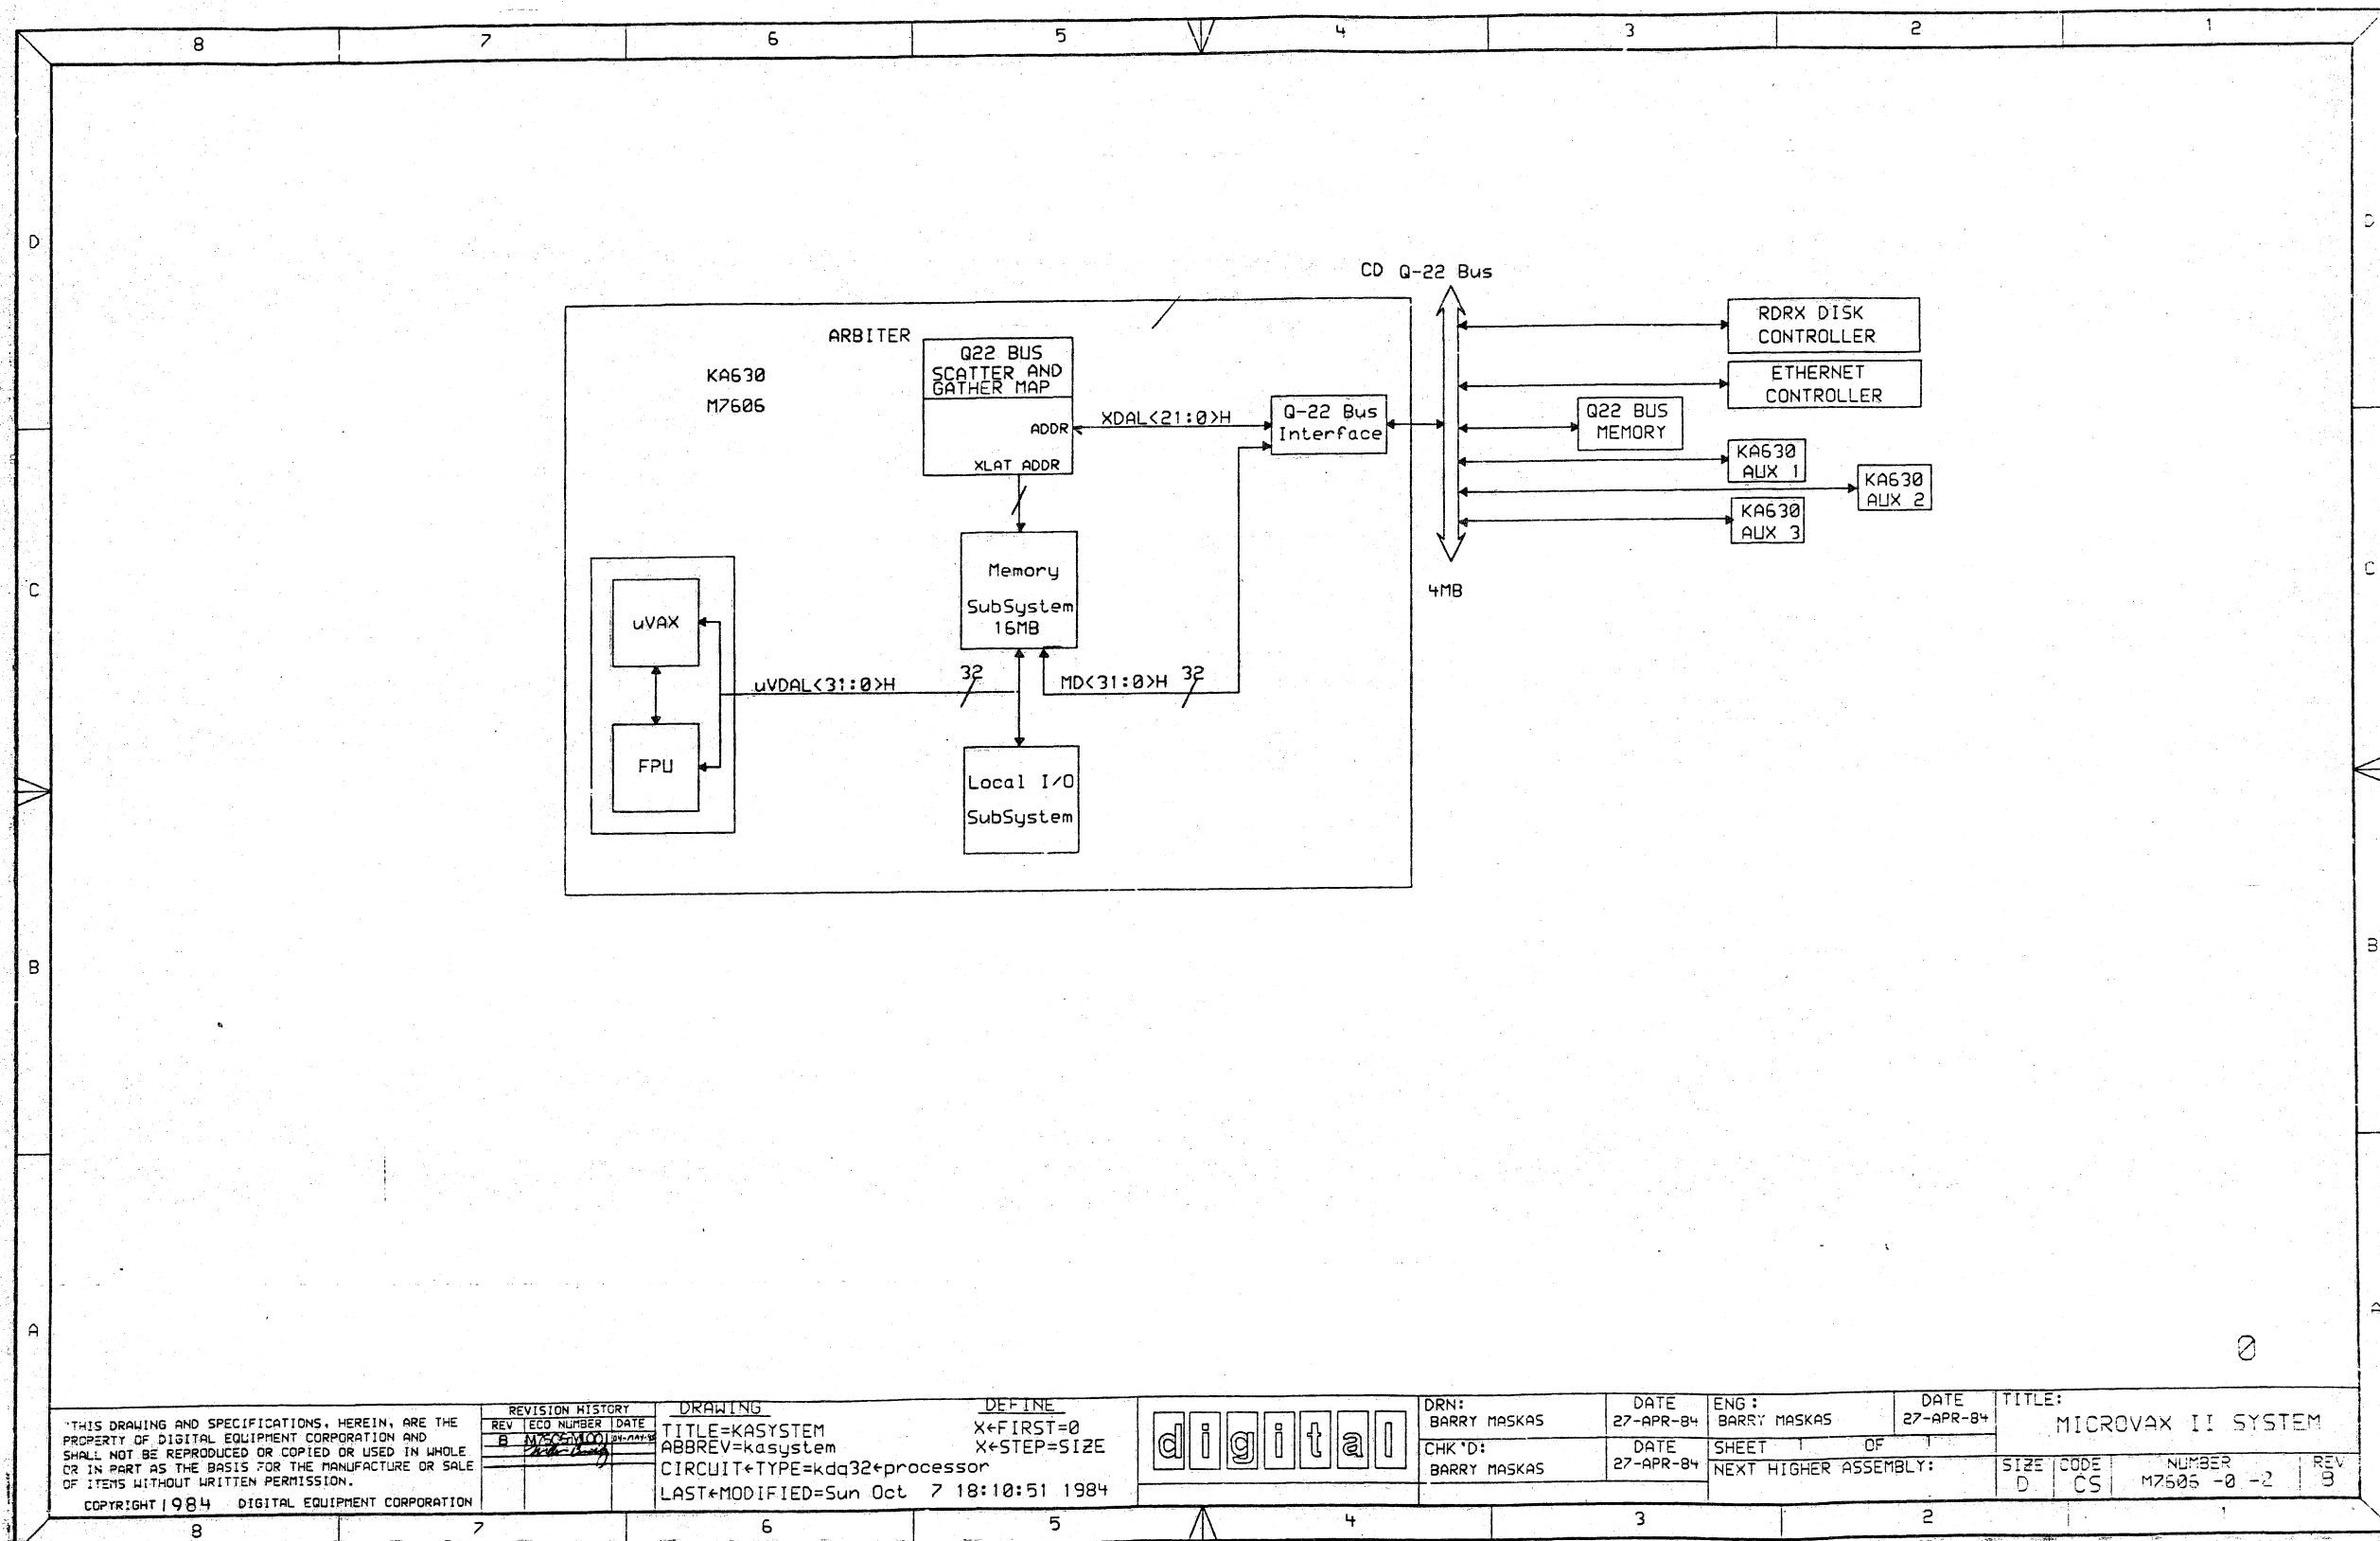 8 7 6 5 4 3 2 1
D
C
B
A
CD Q-22 Bus
ARBITER
KA630
M7606
Q22 BUS
SCATTER AND
GATHER MAP
ADDR
XLAT ADDR
XDAL<21:0>H
Q-22 Bus
Interface
RDRX DISK
CONTROLLER
ETHERNET
CONTROLLER
Q22 BUS
MEMORY
KA630
AUX 1
KA630
AUX 2
KA630
AUX 3
4MB
Memory
SubSystem
16MB
uVAX
FPU
uVDAL<31:0>H
32
MD<31:0>H
32
Local I/O
SubSystem
C
B
A
0
"THIS DRAWING AND SPECIFICATIONS, HEREIN, ARE THE
PROPERTY OF DIGITAL EQUIPMENT CORPORATION AND
SHALL NOT BE REPRODUCED OR COPIED OR USED IN WHOLE
OR IN PART AS THE BASIS FOR THE MANUFACTURE OR SALE
OF ITEMS WITHOUT WRITTEN PERMISSION.
COPYRIGHT 1984 DIGITAL EQUIPMENT CORPORATION
REVISION HISTORY
REV ECO NUMBER DATE
B
DRAWING
TITLE=KASYSTEM
ABBREV=kasystem
CIRCUIT←TYPE=kdq32←processor
LAST←MODIFIED=Sun Oct 7 18:10:51 1984
DEFINE
X←FIRST=0
X←STEP=SIZE
digital
DRN:
BARRY MASKAS
DATE
27-APR-84
CHK'D:
BARRY MASKAS
DATE
27-APR-84
ENG:
BARRY MASKAS
DATE
27-APR-84
SHEET 1 OF 1
NEXT HIGHER ASSEMBLY:
TITLE:
MICROVAX II SYSTEM
SIZE
D
CODE
CS
NUMBER
M7606 -0 -2
REV
B
8 7 6 5 4 3 2 1